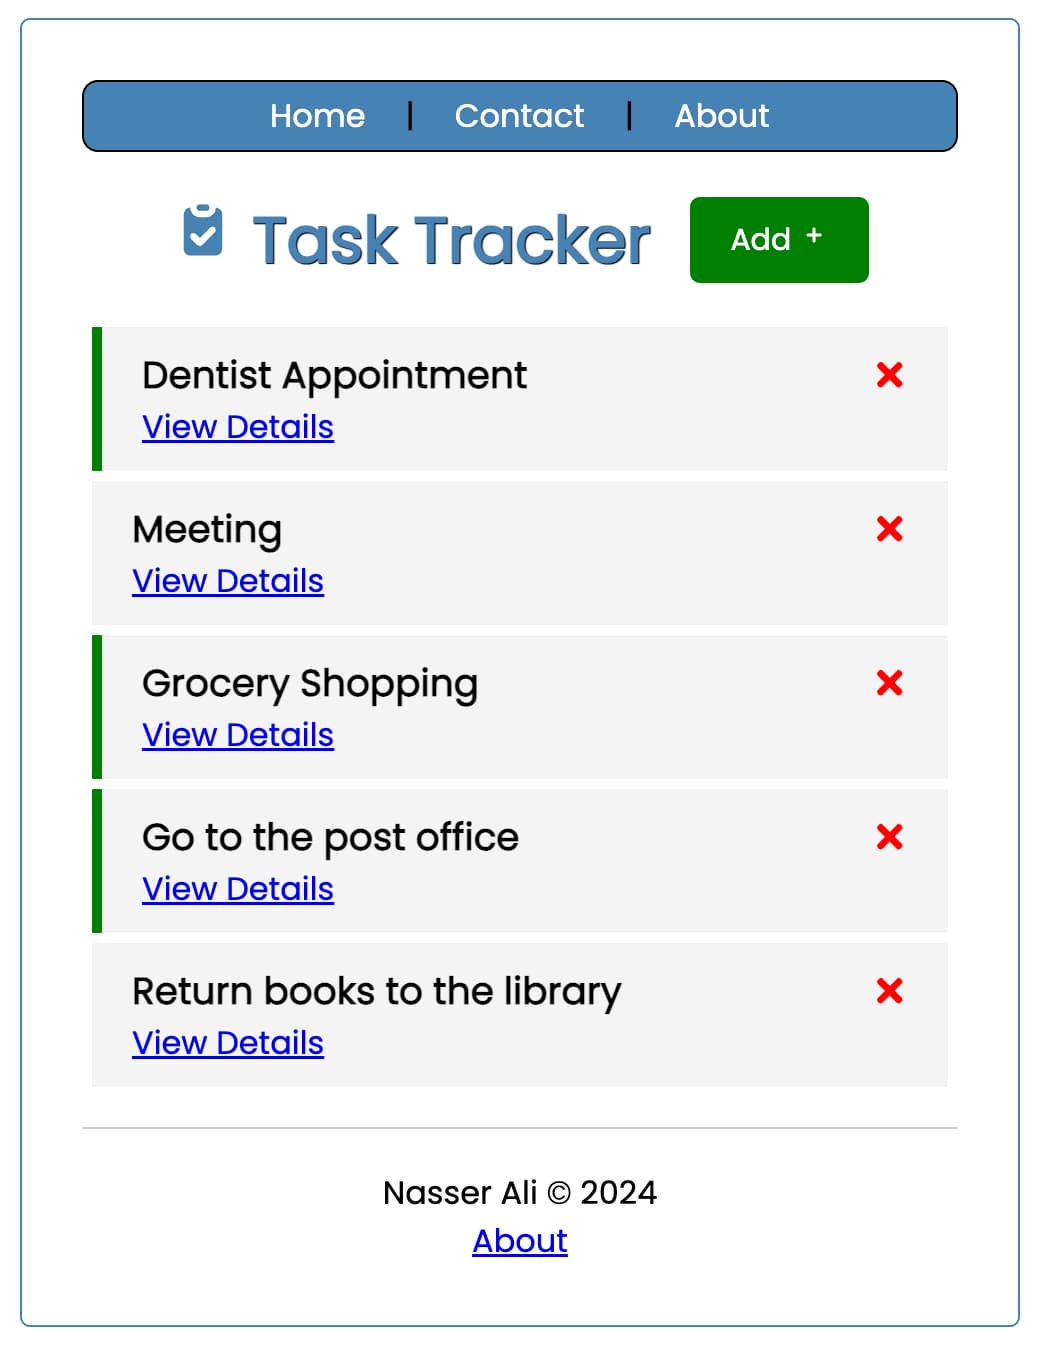 Home | Contact | About
Task Tracker
Add +
Dentist Appointment
View Details
Meeting
View Details
Grocery Shopping
View Details
Go to the post office
View Details
Return books to the library
View Details
Nasser Ali © 2024
About